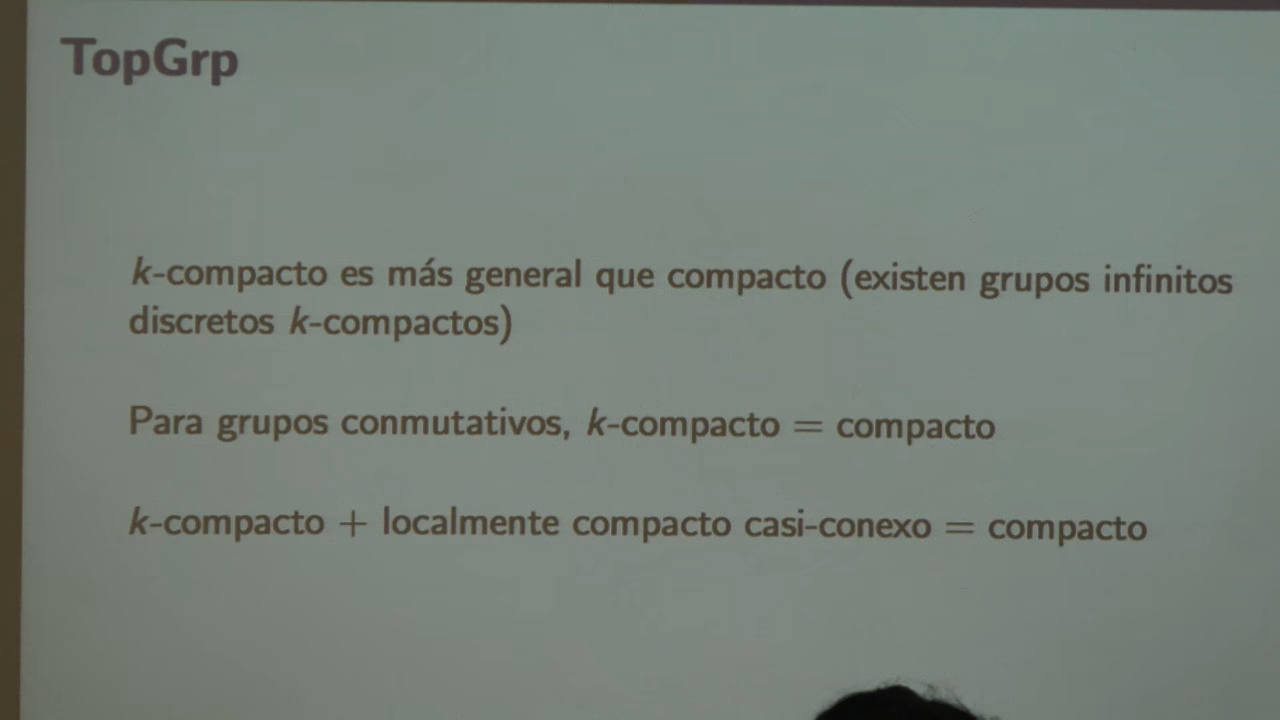 TopGrp
k-compacto es más general que compacto (existen grupos infinitos
discretos k-compactos)
Para grupos conmutativos, k-compacto = compacto
k-compacto + localmente compacto casi-conexo = compacto